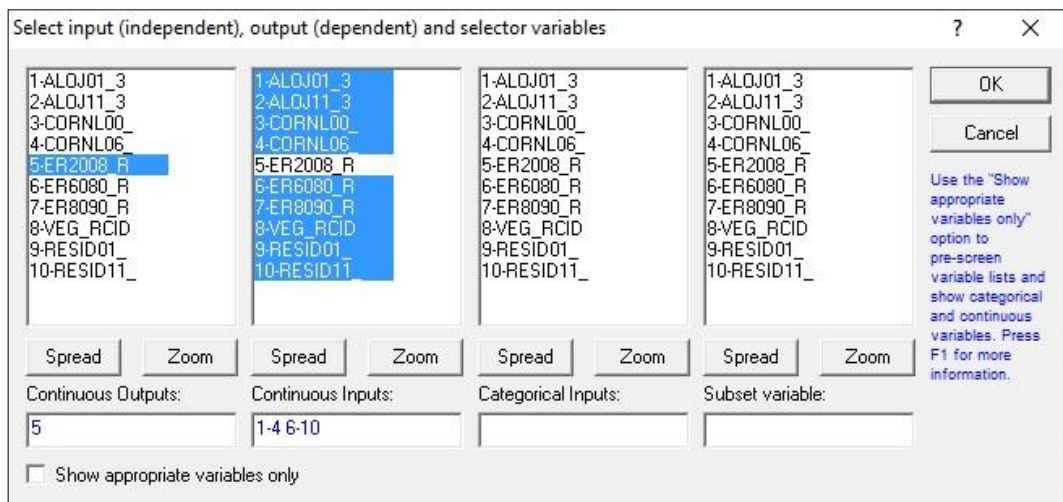 Select input (independent), output (dependent) and selector variables
?
1-ALOJ01_3
2-ALOJ11_3
3-CORNL00_
4-CORNL06_
5-ER2008_R
6-ER6080_R
7-ER8090_R
8-VEG_RCID
9-RESID01_
10-RESID11_
1-ALOJ01_3
2-ALOJ11_3
3-CORNL00_
4-CORNL06_
5-ER2008_R
6-ER6080_R
7-ER8090_R
8-VEG_RCID
9-RESID01_
10-RESID11_
1-ALOJ01_3
2-ALOJ11_3
3-CORNL00_
4-CORNL06_
5-ER2008_R
6-ER6080_R
7-ER8090_R
8-VEG_RCID
9-RESID01_
10-RESID11_
1-ALOJ01_3
2-ALOJ11_3
3-CORNL00_
4-CORNL06_
5-ER2008_R
6-ER6080_R
7-ER8090_R
8-VEG_RCID
9-RESID01_
10-RESID11_
OK
Cancel
Use the "Show
appropriate
variables only"
option to
pre-screen
variable lists and
show categorical
and continuous
variables. Press
F1 for more
information.
Spread Zoom Spread Zoom Spread Zoom Spread Zoom
Continuous Outputs: Continuous Inputs: Categorical Inputs: Subset variable:
5 1-4 6-10
Show appropriate variables only